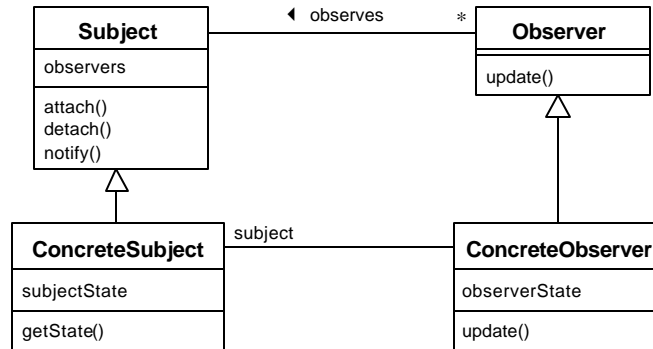 Subject
observers
attach()
detach()
notify()
observes
*
Observer
update()
ConcreteSubject
subjectState
getState()
subject
ConcreteObserver
observerState
update()